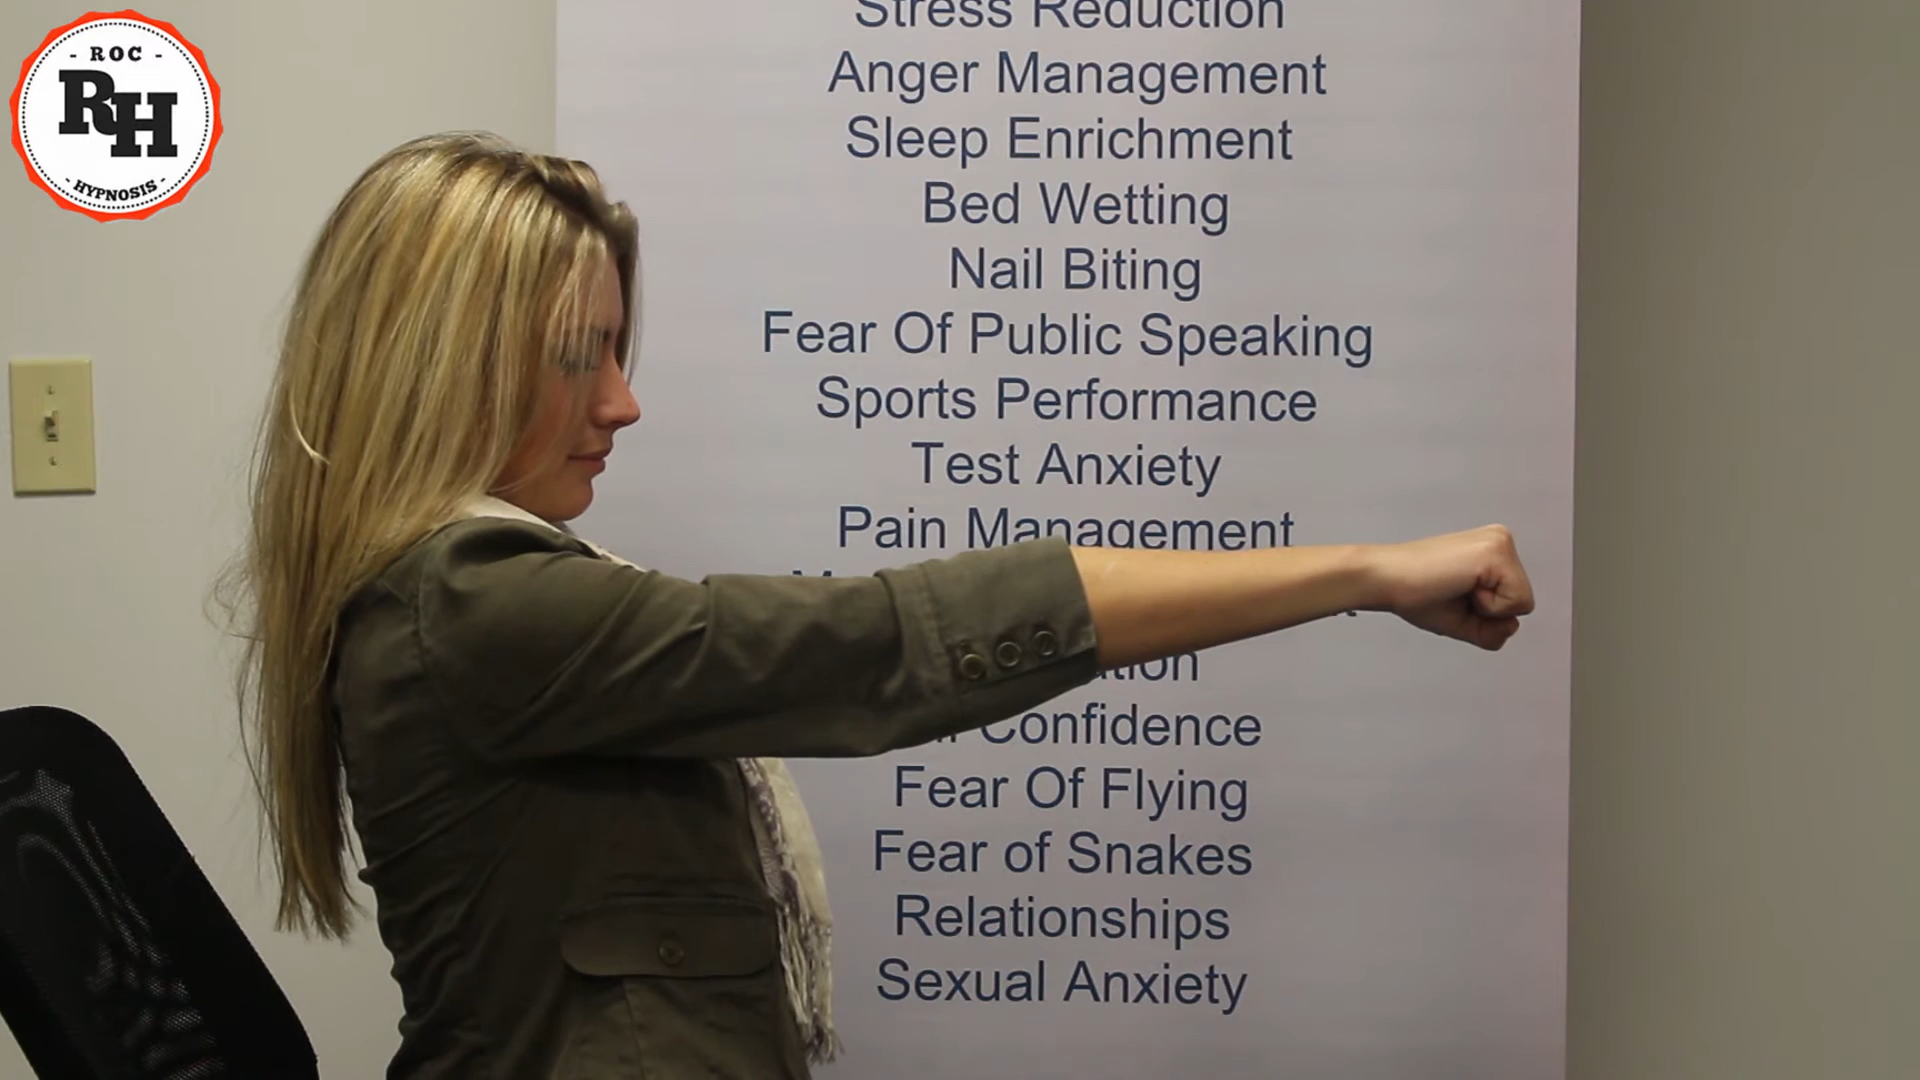 - ROC -
RH
- HYPNOSIS -
Stress Reduction
Anger Management
Sleep Enrichment
Bed Wetting
Nail Biting
Fear Of Public Speaking
Sports Performance
Test Anxiety
Pain Management
Confidence
Fear Of Flying
Fear of Snakes
Relationships
Sexual Anxiety